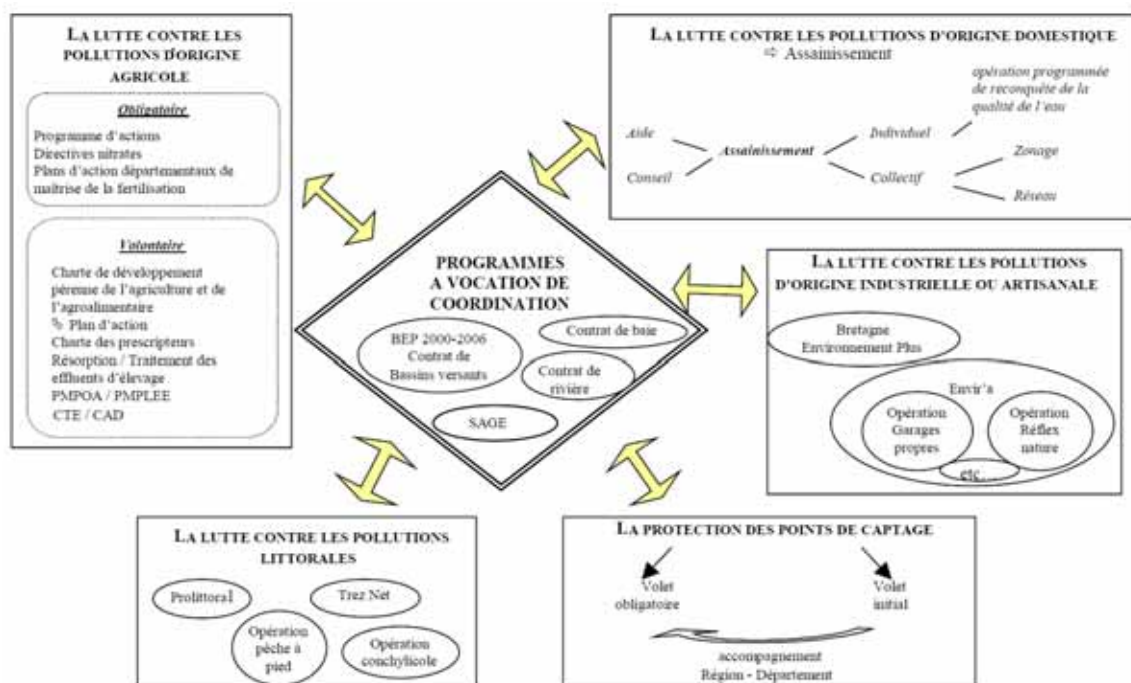 LA LUTTE CONTRE LES
POLLUTIONS D'ORIGINE
AGRICOLE
Obligatoire
Programme d'actions
Directives nitrates
Plans d'action départementaux de
maîtrise de la fertilisation
Volontaire
Charte de développement
pérenne de l'agriculture et de
l'agroalimentaire
Plan d'action
Charte des prescripteurs
Résorption / Traitement des
effluents d'élevage
PMPOA / PMPLEE
CTE / CAD
LA LUTTE CONTRE LES POLLUTIONS D'ORIGINE DOMESTIQUE
⇨ Assainissement
opération programmée
de reconquête de la
qualité de l'eau
Aide
Conseil
Assainissement
Individuel
Collectif
Zonage
Réseau
PROGRAMMES
A VOCATION DE
COORDINATION
BEP 2000-2006
Contrat de
Bassins versants
Contrat de baie
Contrat de
rivière
SAGE
LA LUTTE CONTRE LES POLLUTIONS
D'ORIGINE INDUSTRIELLE OU ARTISANALE
Bretagne
Environnement Plus
Envir'a
Opération
Garages
propres
Opération
Réflex
nature
etc...
LA LUTTE CONTRE LES POLLUTIONS
LITTORALES
Prolittoral
Trez Net
Opération
pêche à
pied
Opération
conchylicole
LA PROTECTION DES POINTS DE CAPTAGE
Volet
obligatoire
Volet
initial
accompagnement
Région - Département